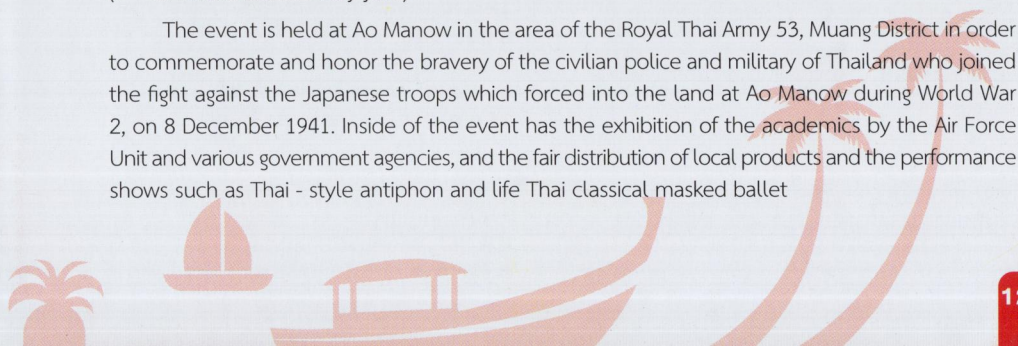 The event is held at Ao Manow in the area of the Royal Thai Army 53, Muang District in order
to commemorate and honor the bravery of the civilian police and military of Thailand who joined
the fight against the Japanese troops which forced into the land at Ao Manow during World War
2, on 8 December 1941. Inside of the event has the exhibition of the academics by the Air Force
Unit and various government agencies, and the fair distribution of local products and the performance
shows such as Thai - style antiphon and life Thai classical masked ballet